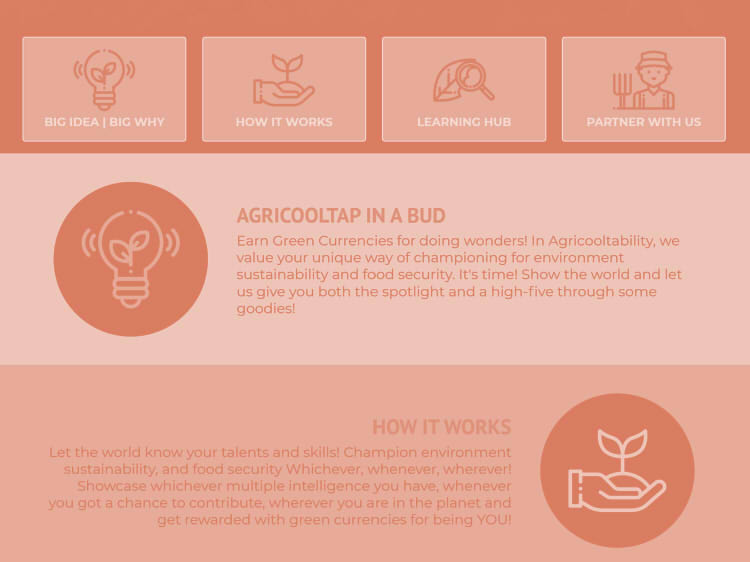 BIG IDEA | BIG WHY
HOW IT WORKS
LEARNING HUB
PARTNER WITH US
AGRICOOLTAP IN A BUD
Earn Green Currencies for doing wonders! In Agricooltability, we
value your unique way of championing for environment
sustainability and food security. It's time! Show the world and let
us give you both the spotlight and a high-five through some
goodies!
HOW IT WORKS
Let the world know your talents and skills! Champion environment
sustainability, and food security Whichever, whenever, wherever!
Showcase whichever multiple intelligence you have, whenever
you got a chance to contribute, wherever you are in the planet and
get rewarded with green currencies for being YOU!